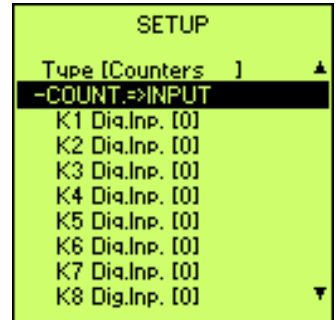 SETUP
Type [Counters ]
-COUNT.=>INPUT
K1 Dig.Inp. [0]
K2 Dig.Inp. [0]
K3 Dig.Inp. [0]
K4 Dig.Inp. [0]
K5 Dig.Inp. [0]
K6 Dig.Inp. [0]
K7 Dig.Inp. [0]
K8 Dig.Inp. [0]